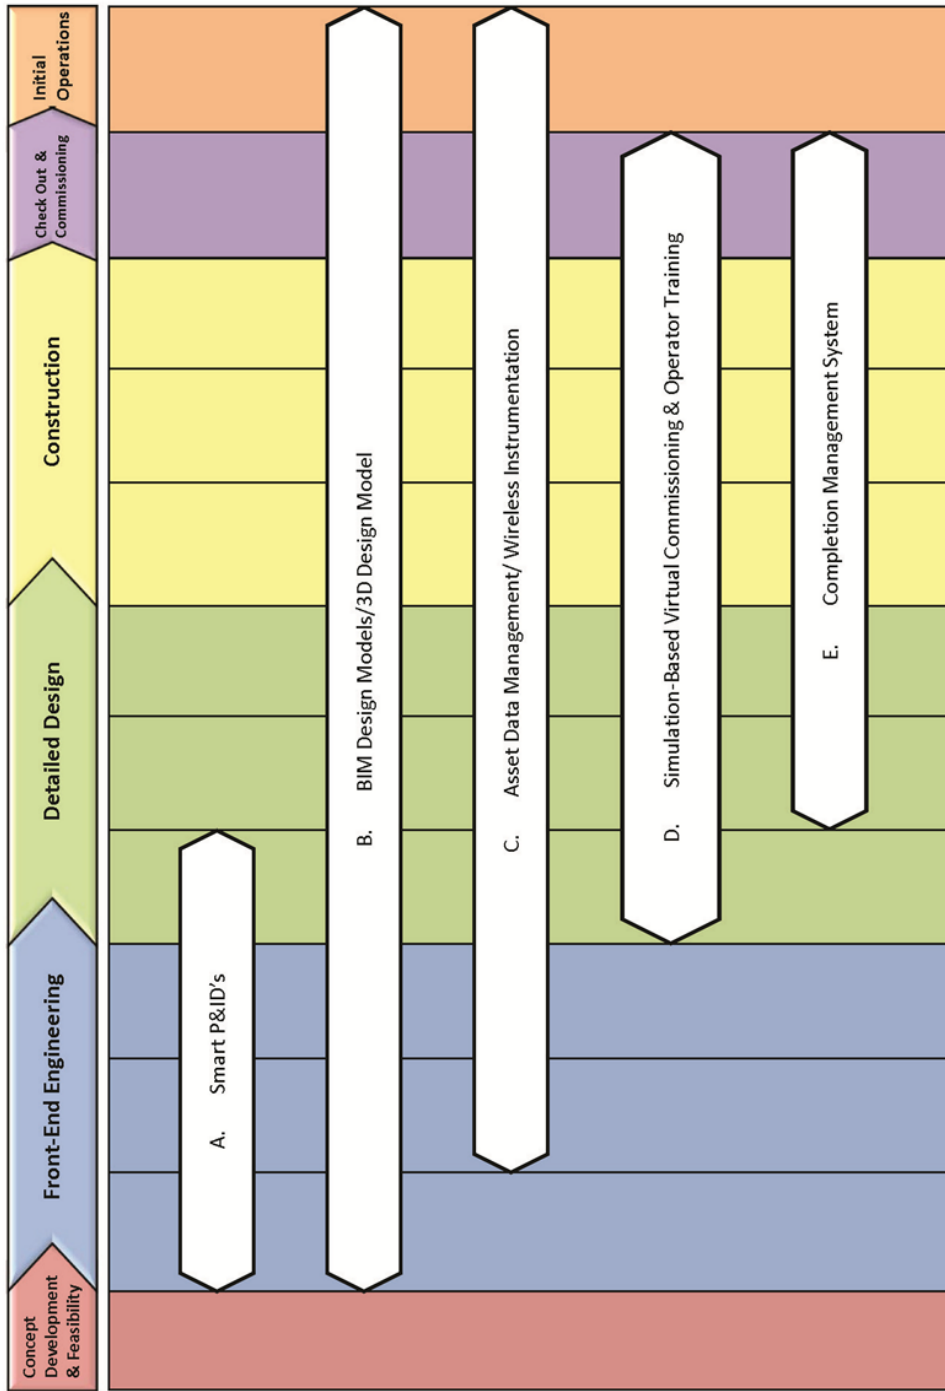 Concept
Development
& Feasibility
Front-End Engineering
Detailed Design
Construction
Check Out &
Commissioning
Initial
Operations
A. Smart P&ID's
B. BIM Design Models/3D Design Model
C. Asset Data Management/ Wireless Instrumentation
D. Simulation-Based Virtual Commissioning & Operator Training
E. Completion Management System